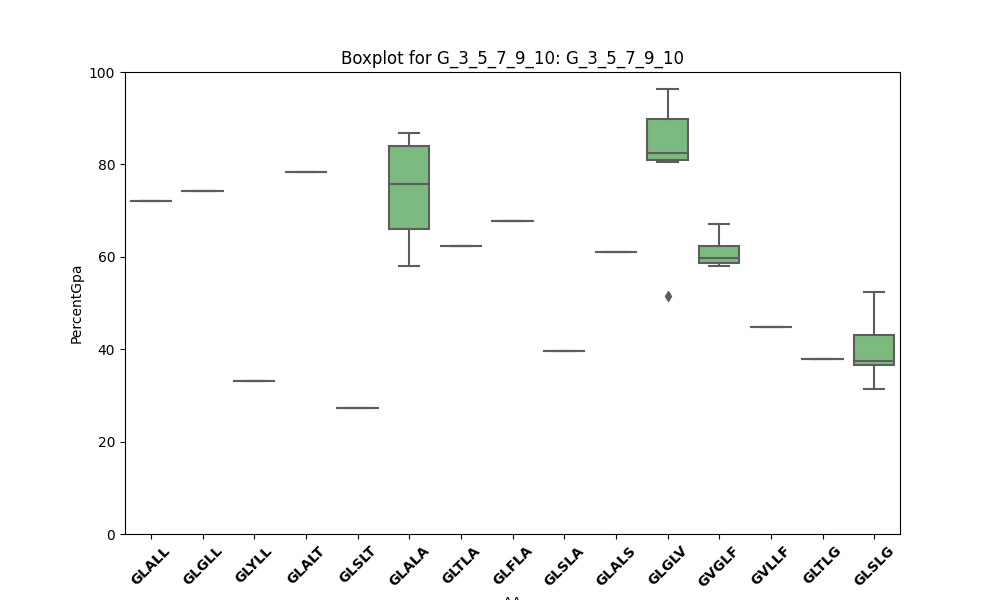 Boxplot for G_3_5_7_9_10: G_3_5_7_9_10
PercentGpa
100
80
60
40
20
0
GLALL
GLGLL
GLYLL
GLALT
GLSLT
GLALA
GLTLA
GLFLA
GLSLA
GLALS
GLGLV
GVGLF
GVLLF
GLTLG
GLSLG